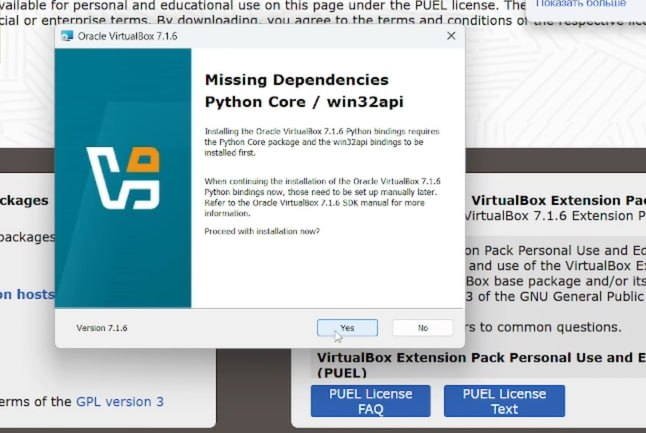 vailable for personal and educational use on this page under the PUEL license. The
Показать больше
cial or enterprise terms. By downloading, you agree to the terms and conditions of the respective lic
Oracle VirtualBox 7.1.6
Missing Dependencies
Python Core / win32api
Installing the Oracle VirtualBox 7.1.6 Python bindings requires
the Python Core package and the win32api bindings to be
installed first.
When continuing the installation of the Oracle VirtualBox 7.1.6
Python bindings now, those need to be set up manually later.
Refer to the Oracle VirtualBox 7.1.6 SDK manual for more
information.
Proceed with installation now?
Version 7.1.6
Yes
No
ckages
packages
on hosts
erms of the GPL version 3
VirtualBox Extension Pac
VirtualBox 7.1.6 Extension P
on Pack Personal Use and Ed
and use of the VirtualBox Ex
Box base package and/or its
3 of the GNU General Public
rs to common questions.
VirtualBox Extension Pack Personal Use and E
(PUEL)
PUEL License
FAQ
PUEL License
Text